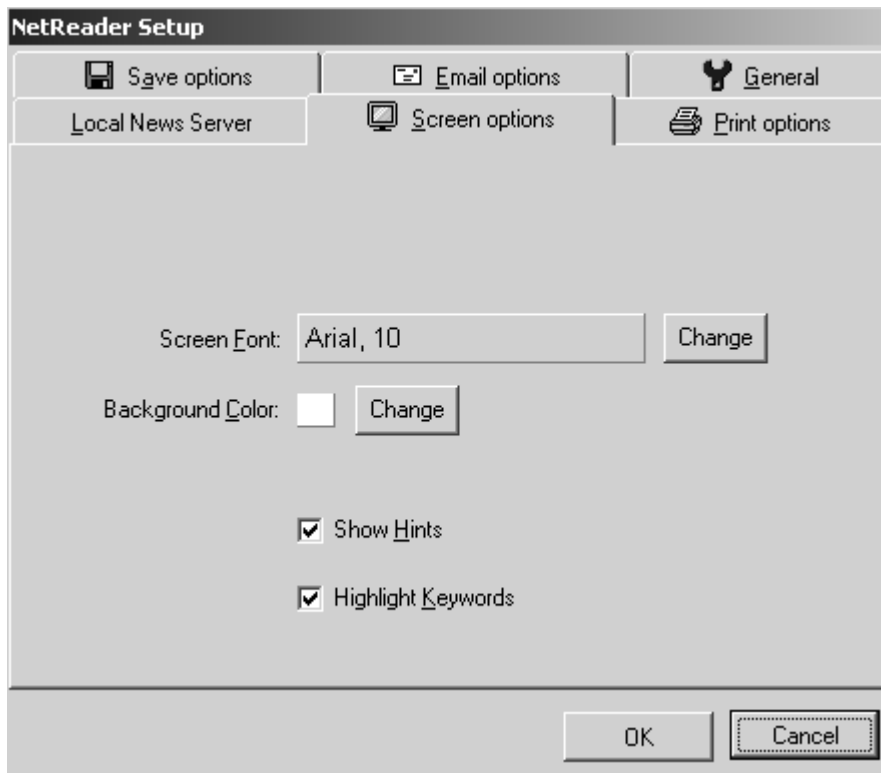 NetReader Setup
Save options
Email options
General
Local News Server
Screen options
Print options
Screen Font: Arial, 10 Change
Background Color: Change
Show Hints
Highlight Keywords
OK Cancel